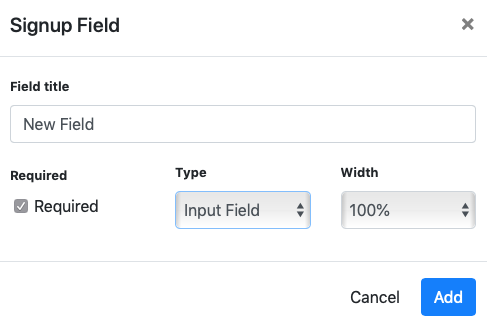 Signup Field
Field title
New Field
Required Type Width
Required Input Field 100%
Cancel Add